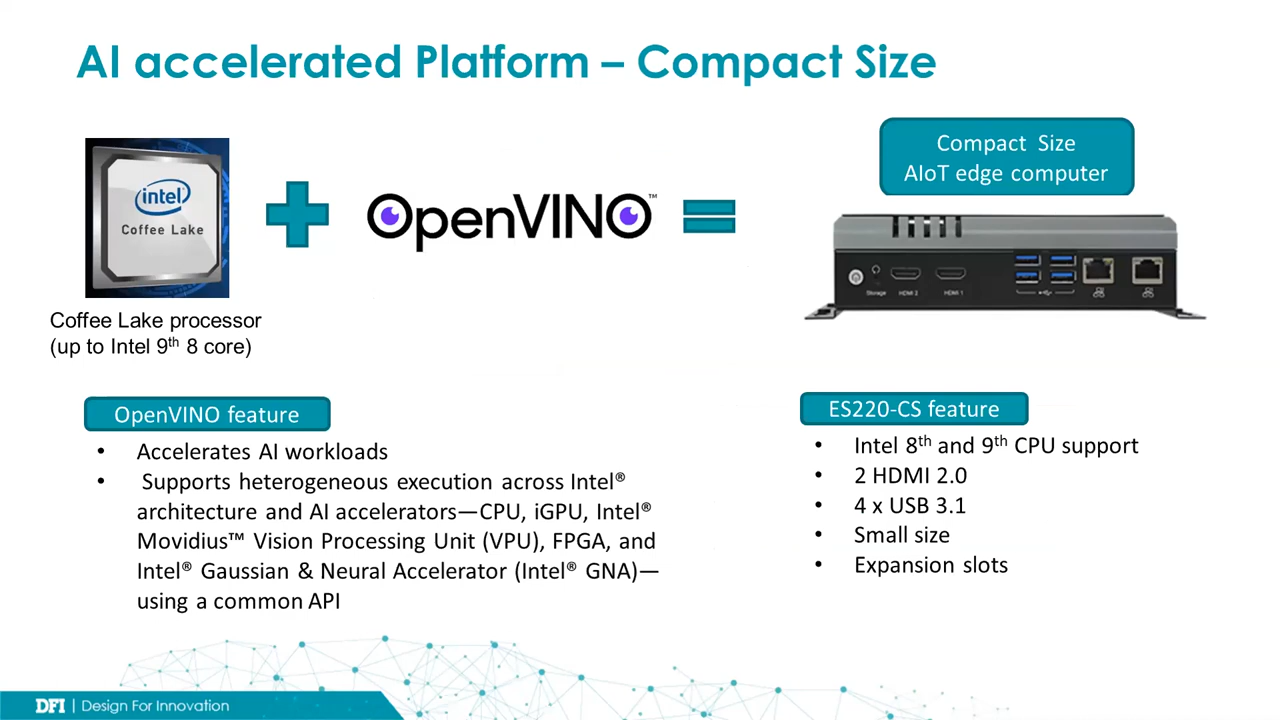 AI accelerated Platform – Compact Size
intel
Coffee Lake
Coffee Lake processor
(up to Intel 9th 8 core)
OpenVINO™
Compact Size
AIoT edge computer
Storage
HDMI 2
HDMI 1
OpenVINO feature
• Accelerates AI workloads
• Supports heterogeneous execution across Intel®
architecture and AI accelerators—CPU, iGPU, Intel®
Movidius™ Vision Processing Unit (VPU), FPGA, and
Intel® Gaussian & Neural Accelerator (Intel® GNA)—
using a common API
ES220-CS feature
• Intel 8th and 9th CPU support
• 2 HDMI 2.0
• 4 x USB 3.1
• Small size
• Expansion slots
DFI | Design For Innovation